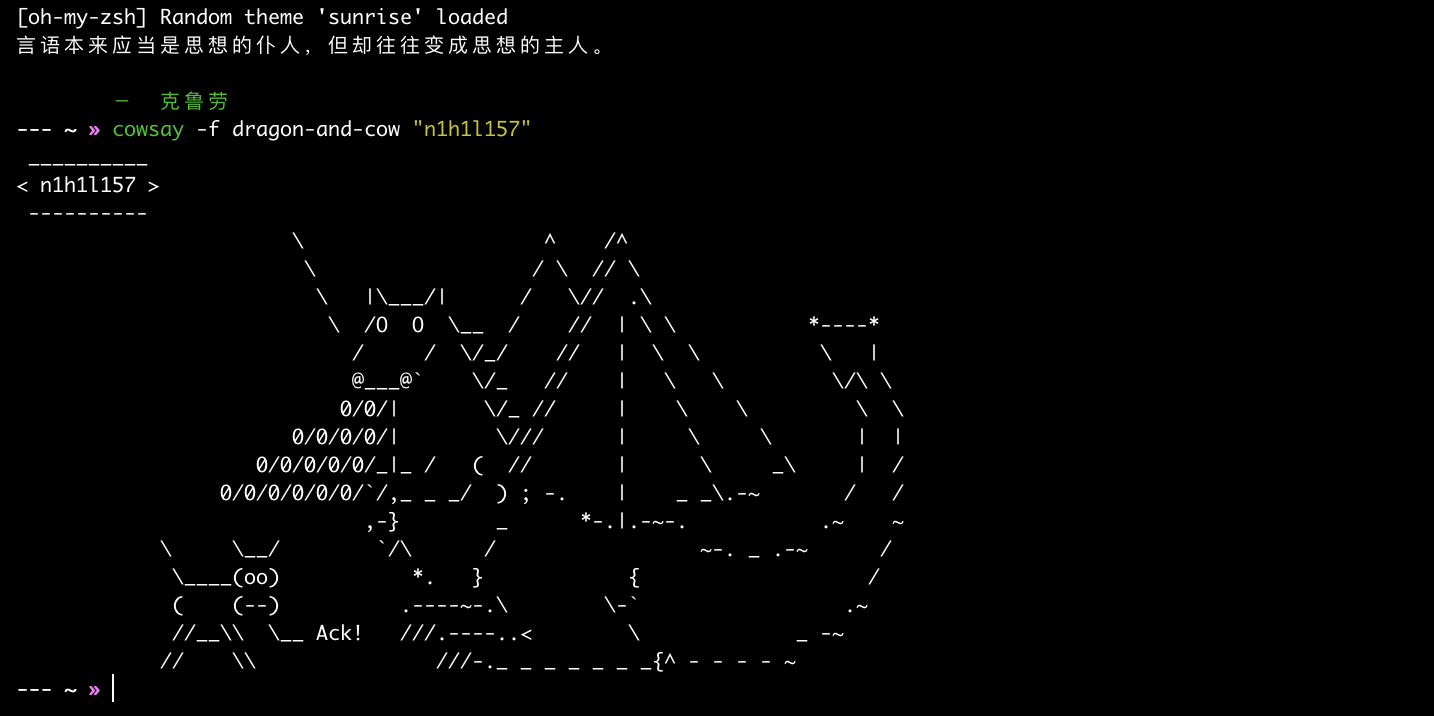 [oh-my-zsh] Random theme 'sunrise' loaded
言语本来应当是思想的仆人，但却往往变成思想的主人。
        —  克鲁劳
--- ~ » cowsay -f dragon-and-cow "n1h1l157"
 __________
< n1h1l157 >
 ----------
                       \                    ^    /^
                        \                  / \  // \
                         \   |\___/|      /   \//  .\
                          \  /O  O  \__  /    //  | \ \           *----*
                            /     /  \/_/    //   |  \  \          \   |
                            @___@`    \/_   //    |   \   \         \/\ \
                           0/0/|       \/_ //     |    \    \         \  \
                       0/0/0/0/|        \///      |     \     \       |  |
                    0/0/0/0/0/_|_ /   (  //       |      \     _\     |  /
                 0/0/0/0/0/0/`/,_ _ _/  ) ; -.    |    _ _\.-~       /   /
                             ,-}        _      *-.|.-~-.           .~    ~
            \     \__/        `/\      /                 ~-. _ .-~      /
             \____(oo)           *.   }            {                   /
             (    (--)          .----~-.\        \-`                 .~
             //__\\  \__ Ack!   ///.----..<        \             _ -~
            //    \\               ///-._ _ _ _ _ _ _{^ - - - - ~
--- ~ »